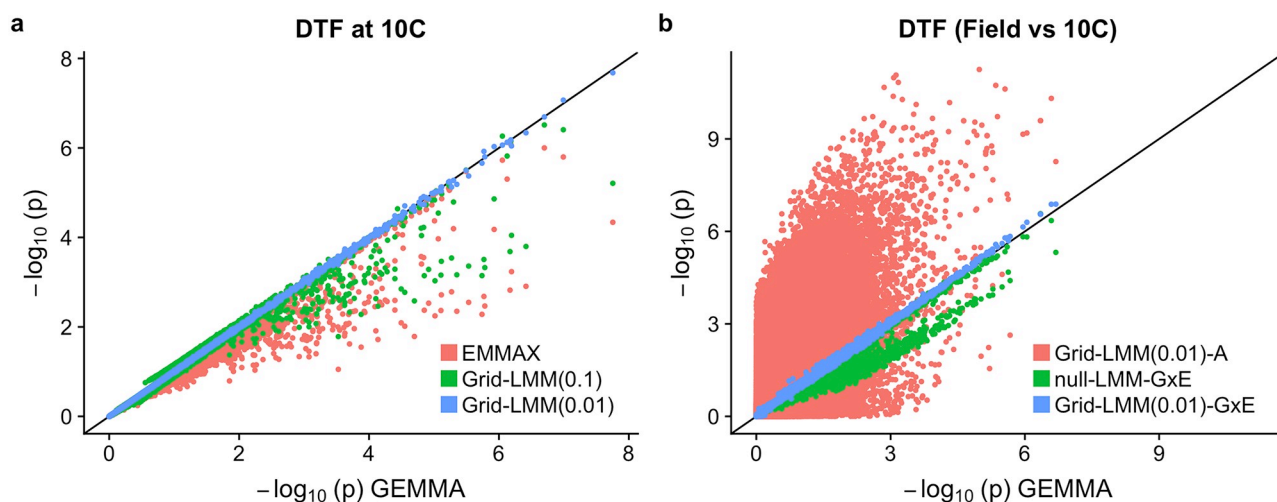 a
DTF at 10C
8
6
4
2
0
−log10 (p)
EMMAX
Grid-LMM(0.1)
Grid-LMM(0.01)
0 2 4 6 8
−log10 (p) GEMMA
b
DTF (Field vs 10C)
9
6
3
0
−log10 (p)
Grid-LMM(0.01)-A
null-LMM-GxE
Grid-LMM(0.01)-GxE
0 3 6 9
−log10 (p) GEMMA